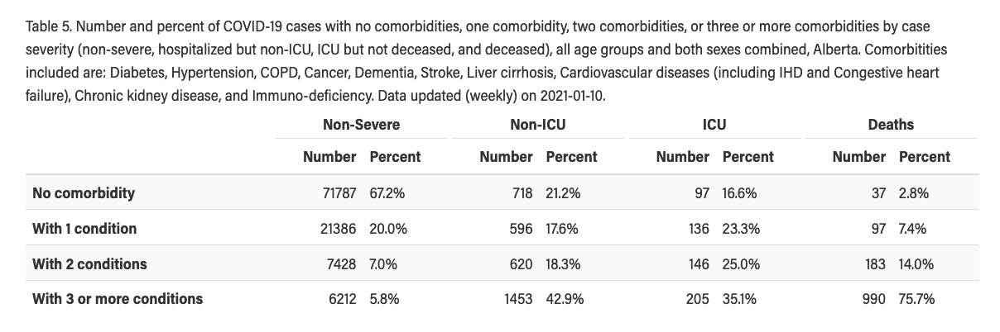 Table 5. Number and percent of COVID-19 cases with no comorbidities, one comorbidity, two comorbidities, or three or more comorbidities by case
severity (non-severe, hospitalized but non-ICU, ICU but not deceased, and deceased), all age groups and both sexes combined, Alberta. Comorbitities
included are: Diabetes, Hypertension, COPD, Cancer, Dementia, Stroke, Liver cirrhosis, Cardiovascular diseases (including IHD and Congestive heart
failure), Chronic kidney disease, and Immuno-deficiency. Data updated (weekly) on 2021-01-10.
Non-Severe Non-ICU ICU Deaths
Number Percent Number Percent Number Percent Number Percent
No comorbidity 71787 67.2% 718 21.2% 97 16.6% 37 2.8%
With 1 condition 21386 20.0% 596 17.6% 136 23.3% 97 7.4%
With 2 conditions 7428 7.0% 620 18.3% 146 25.0% 183 14.0%
With 3 or more conditions 6212 5.8% 1453 42.9% 205 35.1% 990 75.7%